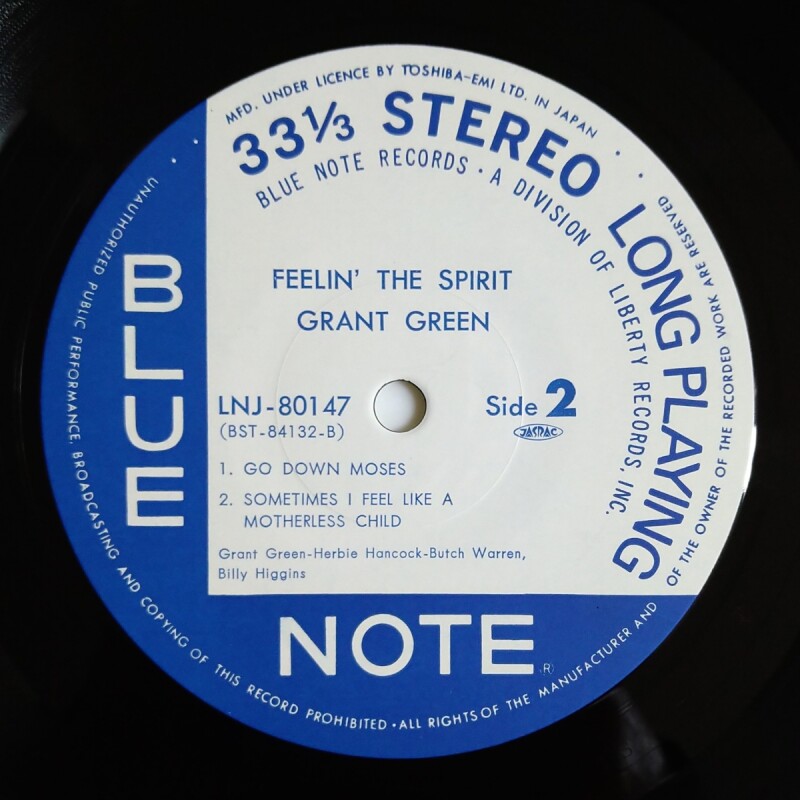 MFD. UNDER LICENCE BY TOSHIBA-EMI LTD. IN JAPAN
33⅓ STEREO LONG PLAYING
BLUE NOTE RECORDS · A DIVISION OF LIBERTY RECORDS, INC.
FEELIN' THE SPIRIT
GRANT GREEN
LNJ-80147
(BST-84132-B)
Side 2
JASRAC
1. GO DOWN MOSES
2. SOMETIMES I FEEL LIKE A
MOTHERLESS CHILD
Grant Green-Herbie Hancock-Butch Warren,
Billy Higgins
BLUE
NOTE ®
UNAUTHORIZED PUBLIC PERFORMANCE, BROADCASTING AND COPYING OF THIS RECORD PROHIBITED · ALL RIGHTS OF THE MANUFACTURER AND OF THE OWNER OF THE RECORDED WORK ARE RESERVED